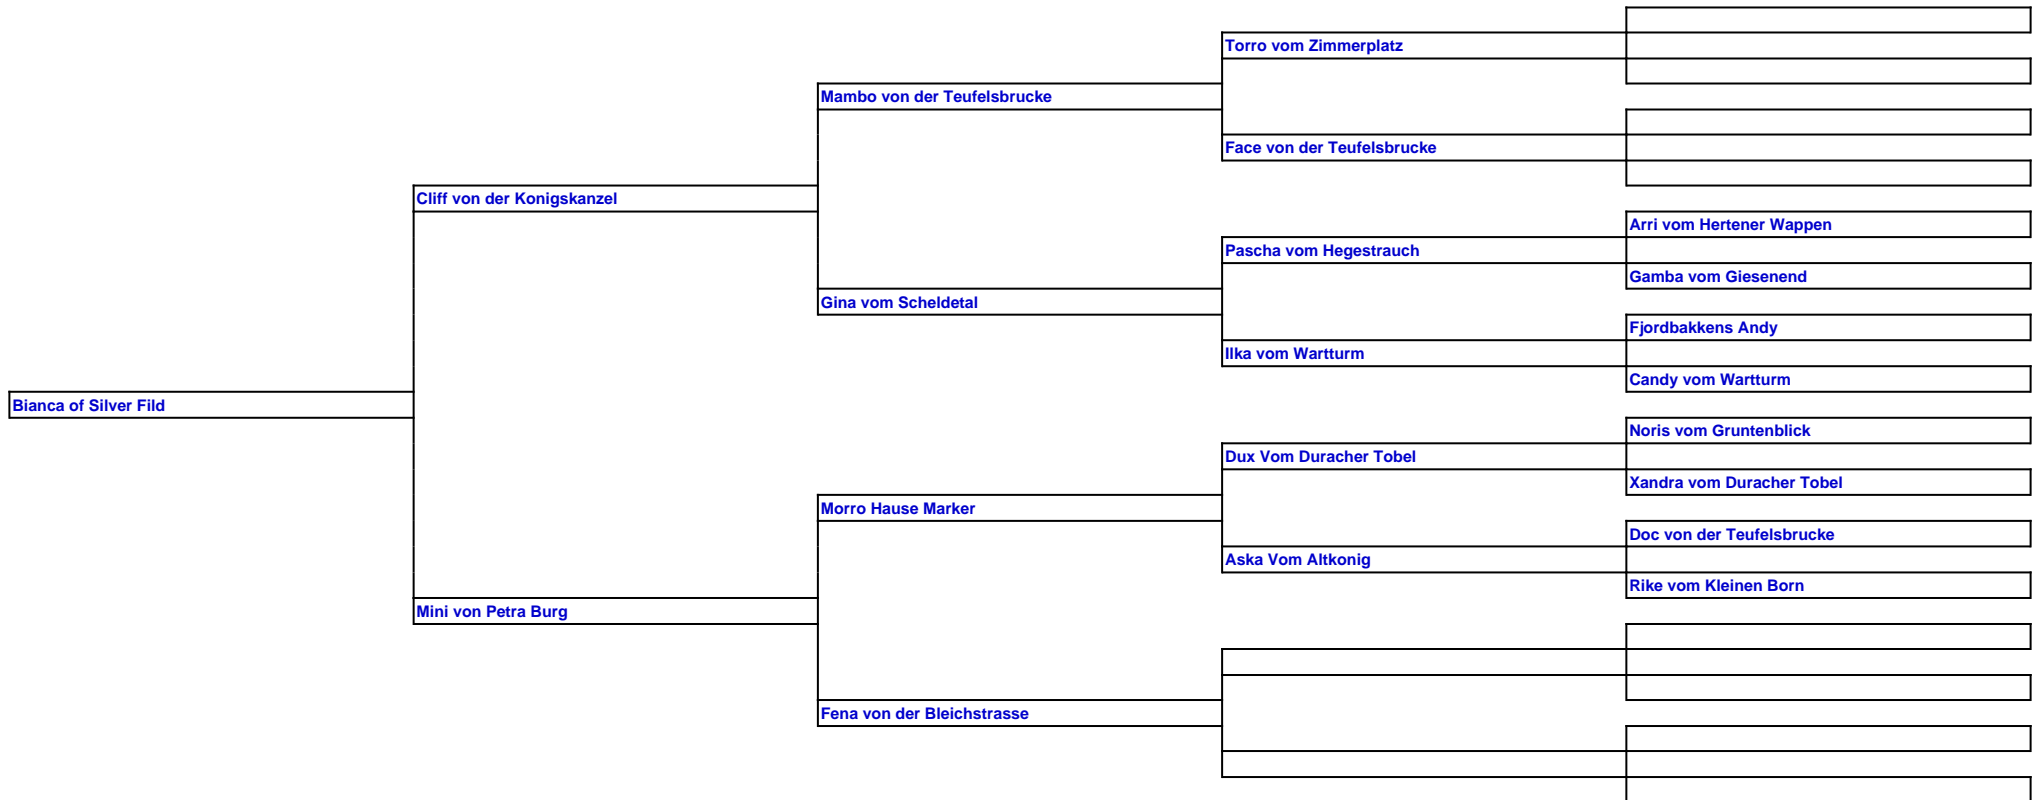 Torro vom Zimmerplatz
Mambo von der Teufelsbrucke
Face von der Teufelsbrucke
Cliff von der Konigskanzel
Arri vom Hertener Wappen
Pascha vom Hegestrauch
Gamba vom Giesenend
Gina vom Scheldetal
Fjordbakkens Andy
Ilka vom Wartturm
Candy vom Wartturm
Bianca of Silver Fild
Noris vom Gruntenblick
Dux Vom Duracher Tobel
Xandra vom Duracher Tobel
Morro Hause Marker
Doc von der Teufelsbrucke
Aska Vom Altkonig
Rike vom Kleinen Born
Mini von Petra Burg
Fena von der Bleichstrasse